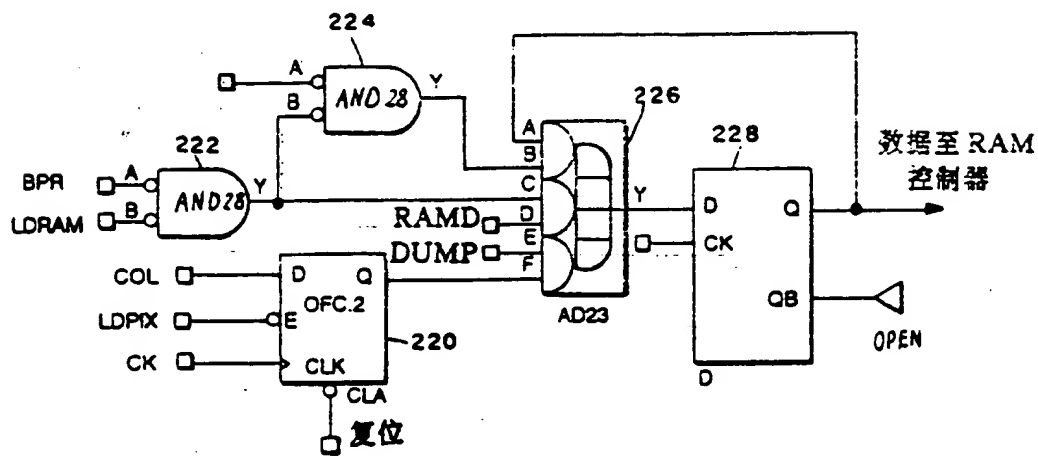 224
A
B
AND 28
Y
222
BPR
A
LDRAM
B
AND28
Y
226
A
B
C
D
E
F
Y
RAMD
DUMP
AD23
228
D
Q
CK
QB
D
数据至 RAM
控制器
OPEN
COL
LDPIX
CK
D
Q
OFC.2
E
CLK
220
CLA
复位